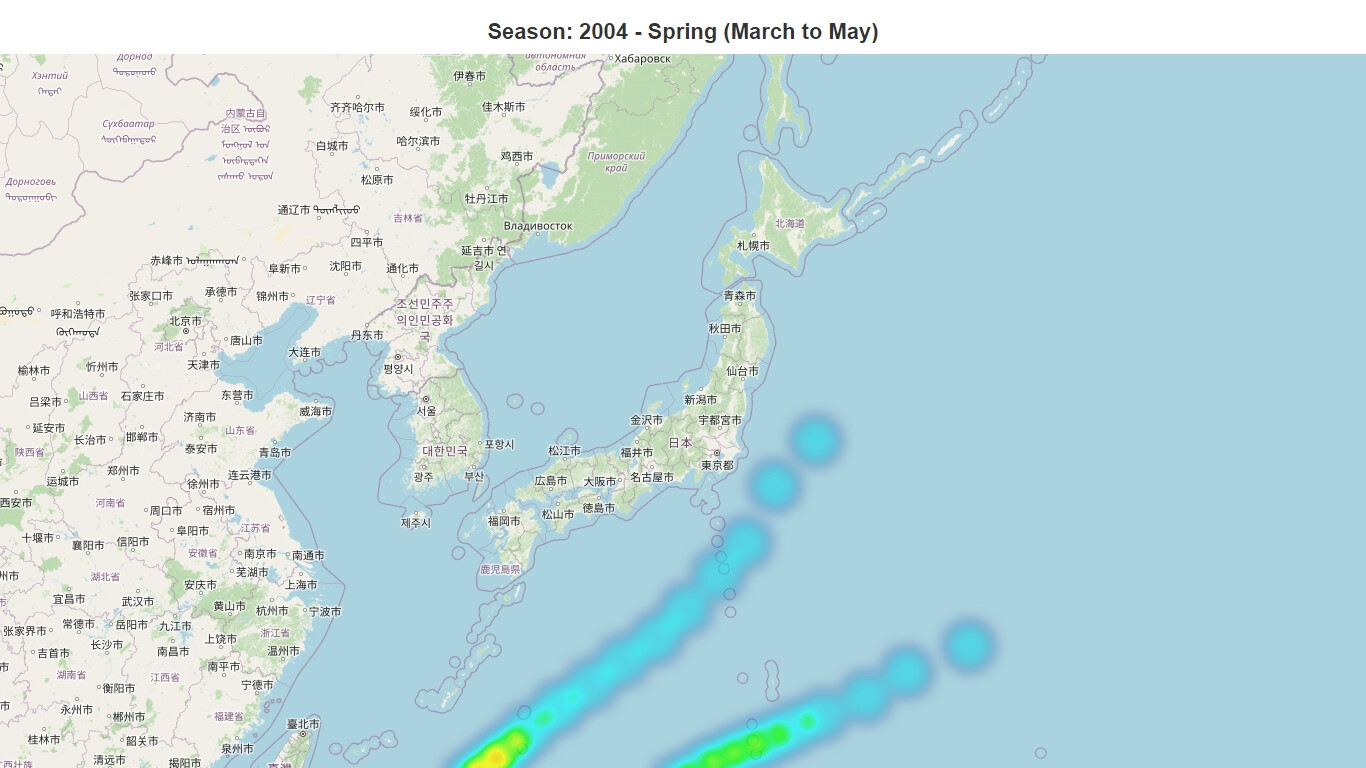 Season: 2004 - Spring (March to May)
Дорнод
автономная
область
Хабаровск
Хэнтий
伊春市
齐齐哈尔市
绥化市
佳木斯市
内蒙古自
治区
Сүхбаатар
白城市
哈尔滨市
鸡西市
Приморский
край
松原市
Дорноговь
牡丹江市
通辽市
吉林省
Владивосток
北海道
四平市
延吉市 연
길시
札幌市
赤峰市
阜新市
沈阳市
通化市
张家口市
承德市
锦州市
辽宁省
조선민주주
의인민공화
국
青森市
呼和浩特市
北京市
秋田市
河北省
唐山市
丹东市
大连市
天津市
평양시
榆林市
忻州市
仙台市
吕梁市
山西省
石家庄市
东营市
新潟市
威海市
서울
济南市
金沢市
宇都宮市
延安市
长治市
邯郸市
山东省
泰安市
陕西省
青岛市
대한민국
포항시
松江市
福井市
日本
東京都
运城市
郑州市
徐州市
连云港市
광주
부산
広島市
大阪市
名古屋市
西安市
河南省
周口市
宿州市
제주시
福岡市
松山市
徳島市
十堰市
襄阳市
信阳市
阜阳市
江苏省
安徽省
南京市
南通市
鹿児島県
湖北省
安庆市
芜湖市
上海市
宜昌市
武汉市
黄山市
杭州市
宁波市
张家界市
常德市
岳阳市
九江市
浙江省
吉首市
长沙市
南昌市
上饶市
温州市
湖南省
江西省
南平市
衡阳市
宁德市
永州市
郴州市
福建省
臺北市
桂林市
韶关市
泉州市
清远市
揭阳市